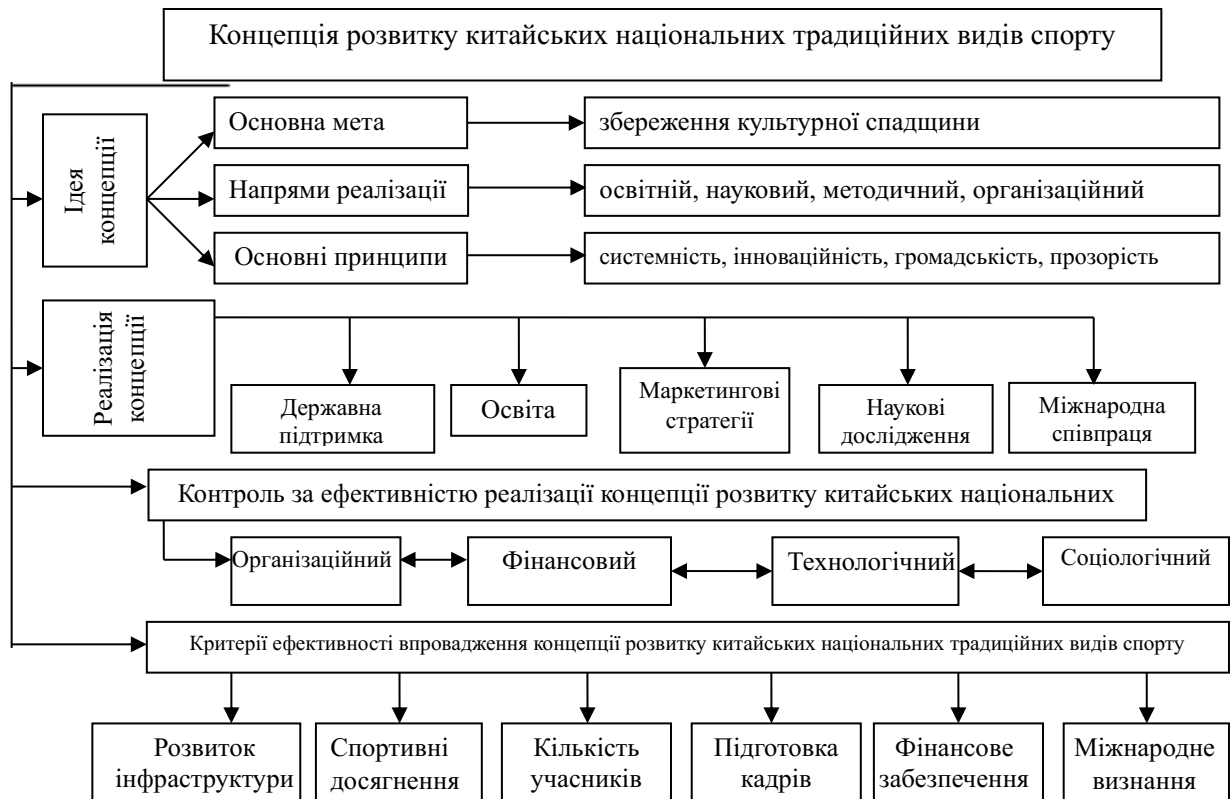 Концепція розвитку китайських національних традиційних видів спорту
Ідея
концепції
Основна мета
збереження культурної спадщини
Напрями реалізації
освітній, науковий, методичний, організаційний
Основні принципи
системність, інноваційність, громадськість, прозорість
Реалізація
концепції
Державна
підтримка
Освіта
Маркетингові
стратегії
Наукові
дослідження
Міжнародна
співпраця
Контроль за ефективністю реалізації концепції розвитку китайських національних
Організаційний
Фінансовий
Технологічний
Соціологічний
Критерії ефективності впровадження концепції розвитку китайських національних традиційних видів спорту
Розвиток
інфраструктури
Спортивні
досягнення
Кількість
учасників
Підготовка
кадрів
Фінансове
забезпечення
Міжнародне
визнання